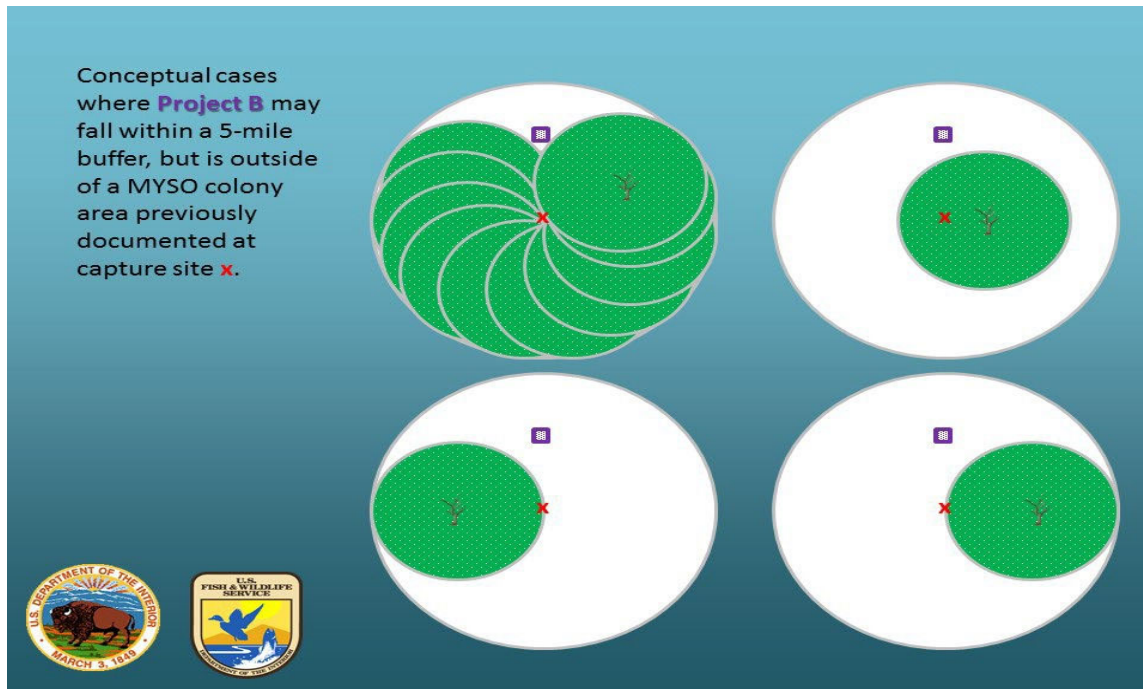 Conceptual cases
where Project B may
fall within a 5-mile
buffer, but is outside
of a MYSO colony
area previously
documented at
capture site x.
x
x
x
x
U.S. DEPARTMENT OF THE INTERIOR
MARCH 3, 1849
U.S.
FISH & WILDLIFE
SERVICE
DEPARTMENT OF THE INTERIOR